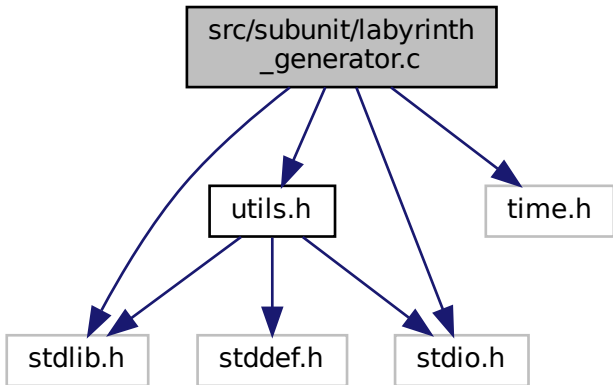 src/subunit/labyrinth
_generator.c
utils.h
time.h
stdlib.h
stddef.h
stdio.h